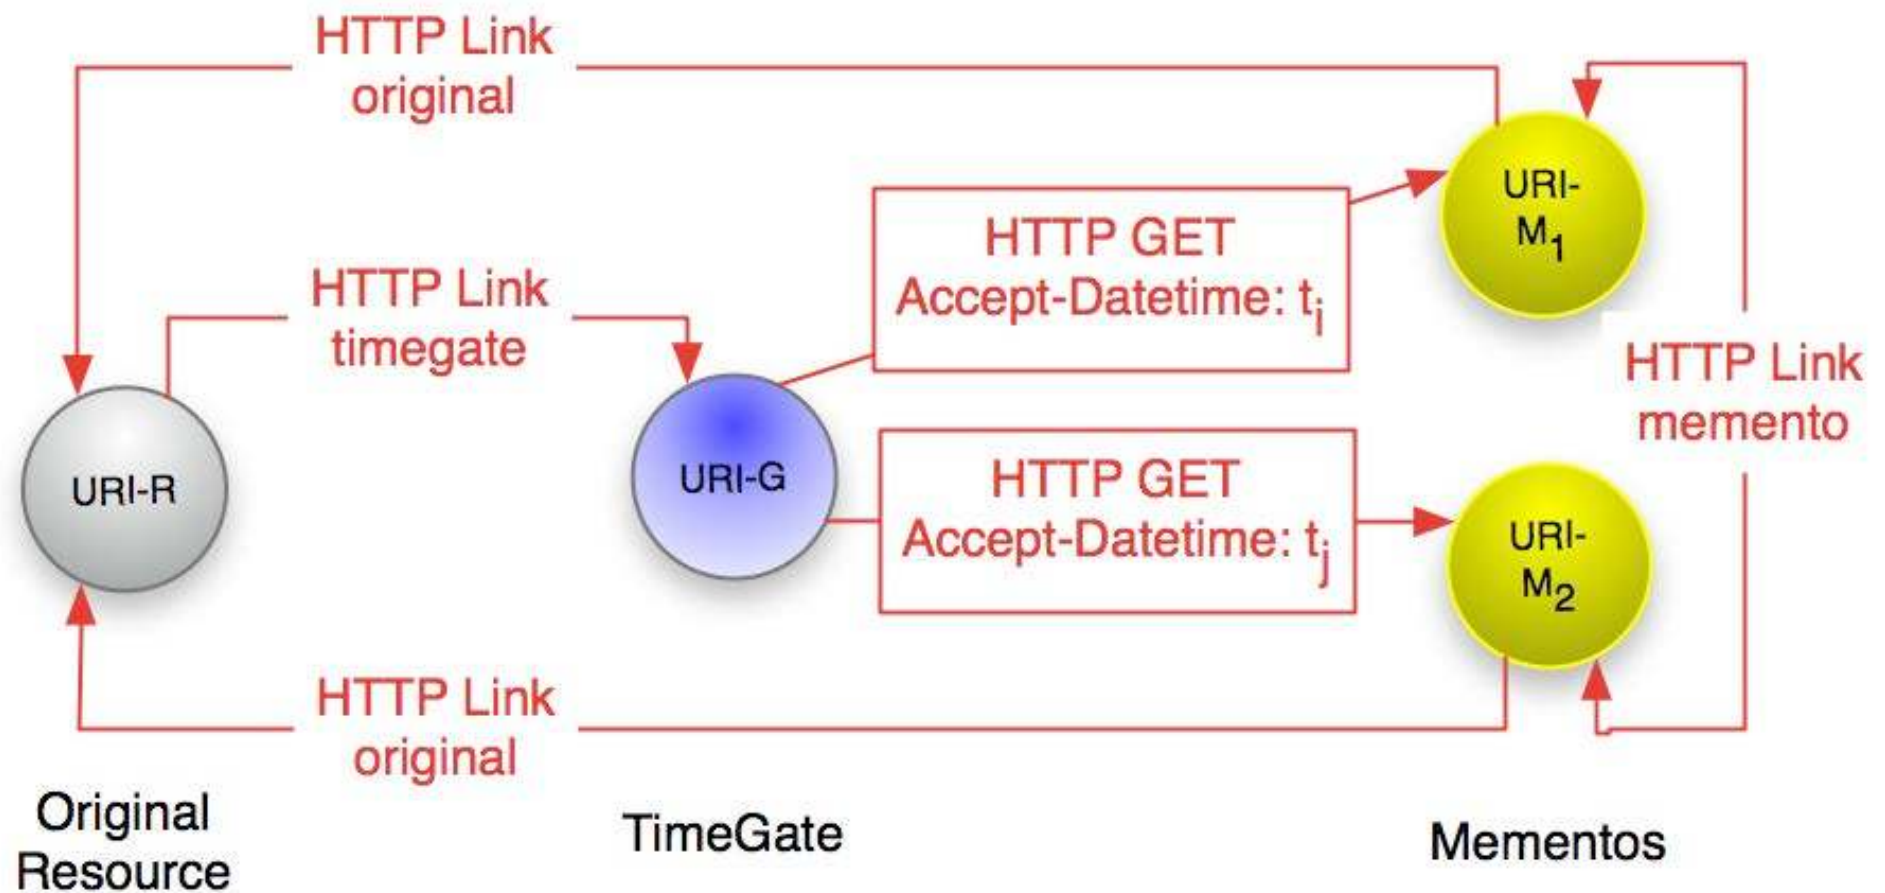 HTTP Link
original
URI-
M1
HTTP GET
Accept-Datetime: ti
HTTP Link
timegate
HTTP Link
memento
URI-R
URI-G
HTTP GET
Accept-Datetime: tj
URI-
M2
HTTP Link
original
Original
Resource
TimeGate
Mementos